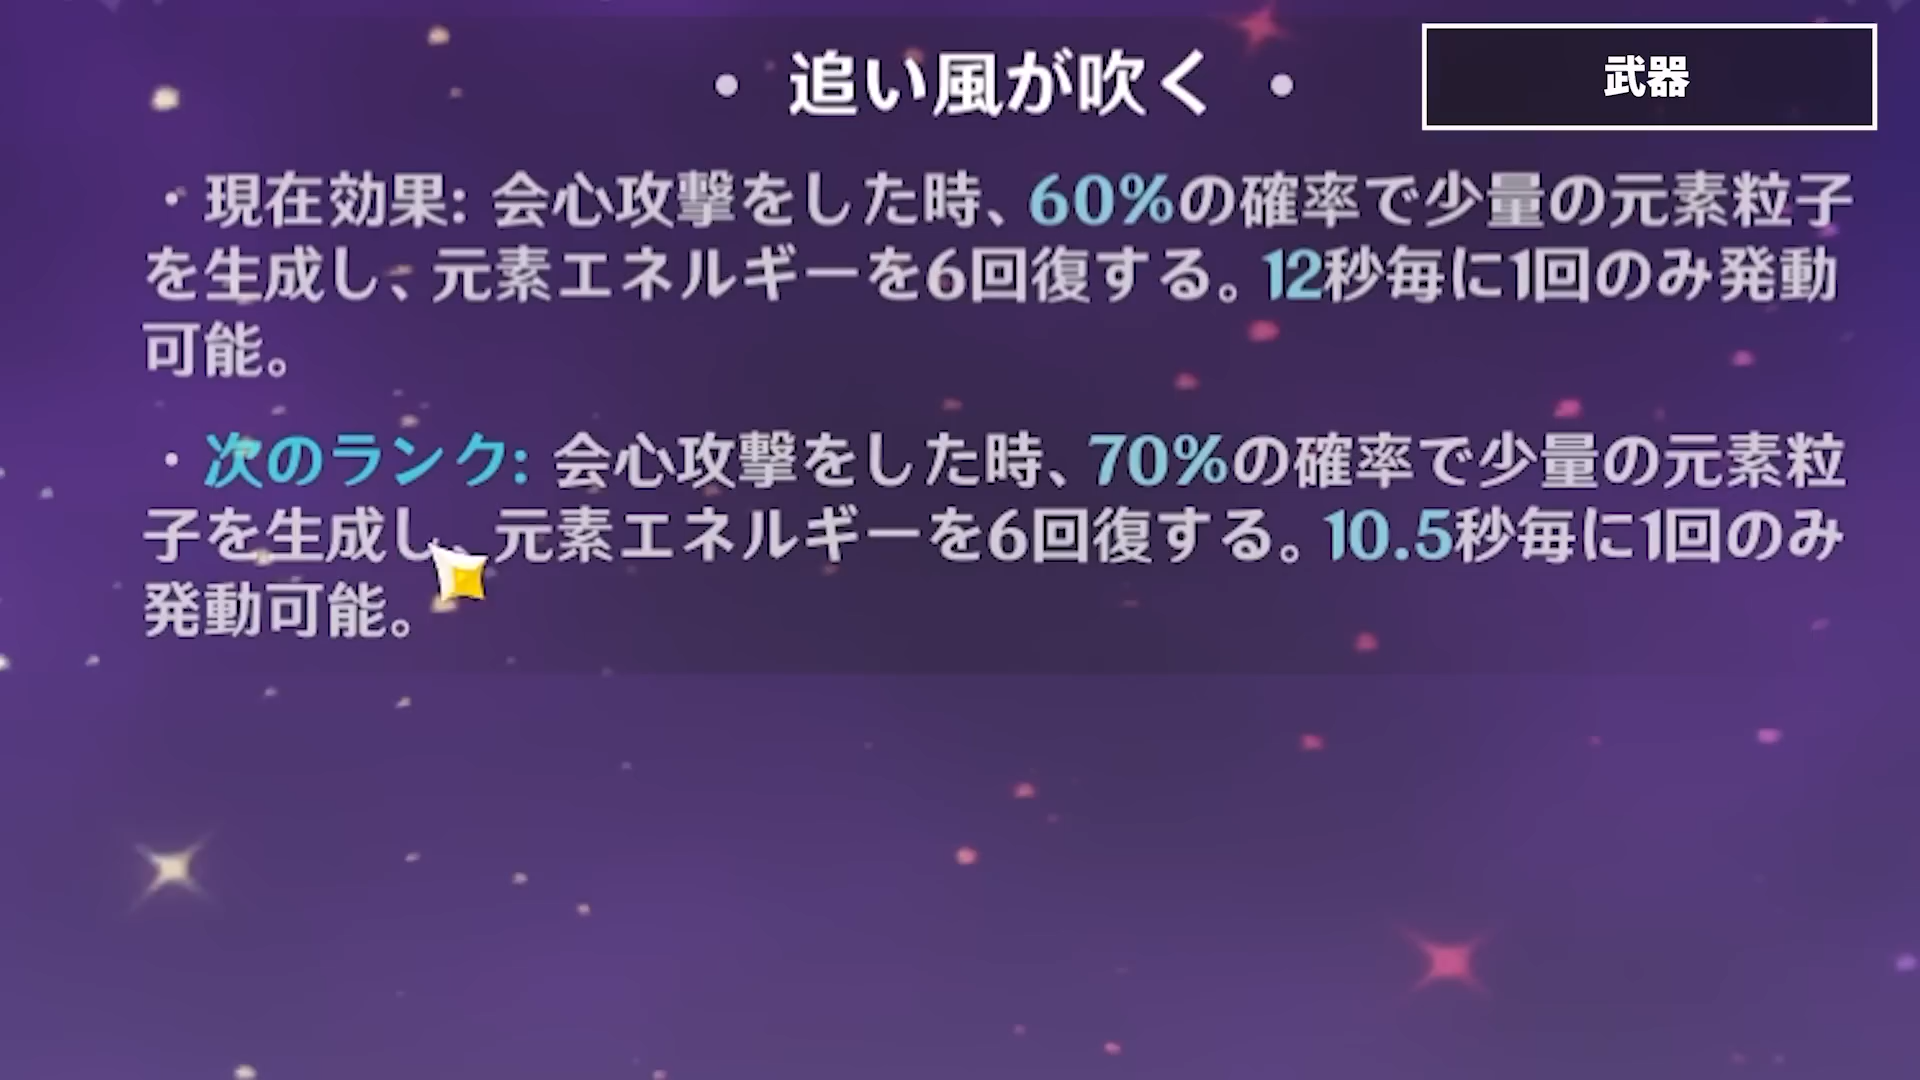 ・追い風が吹く・
武器
・現在効果: 会心攻撃をした時、60%の確率で少量の元素粒子
を生成し、元素エネルギーを6回復する。12秒毎に1回のみ発動
可能。
・次のランク: 会心攻撃をした時、70%の確率で少量の元素粒
子を生成し、元素エネルギーを6回復する。10.5秒毎に1回のみ
発動可能。